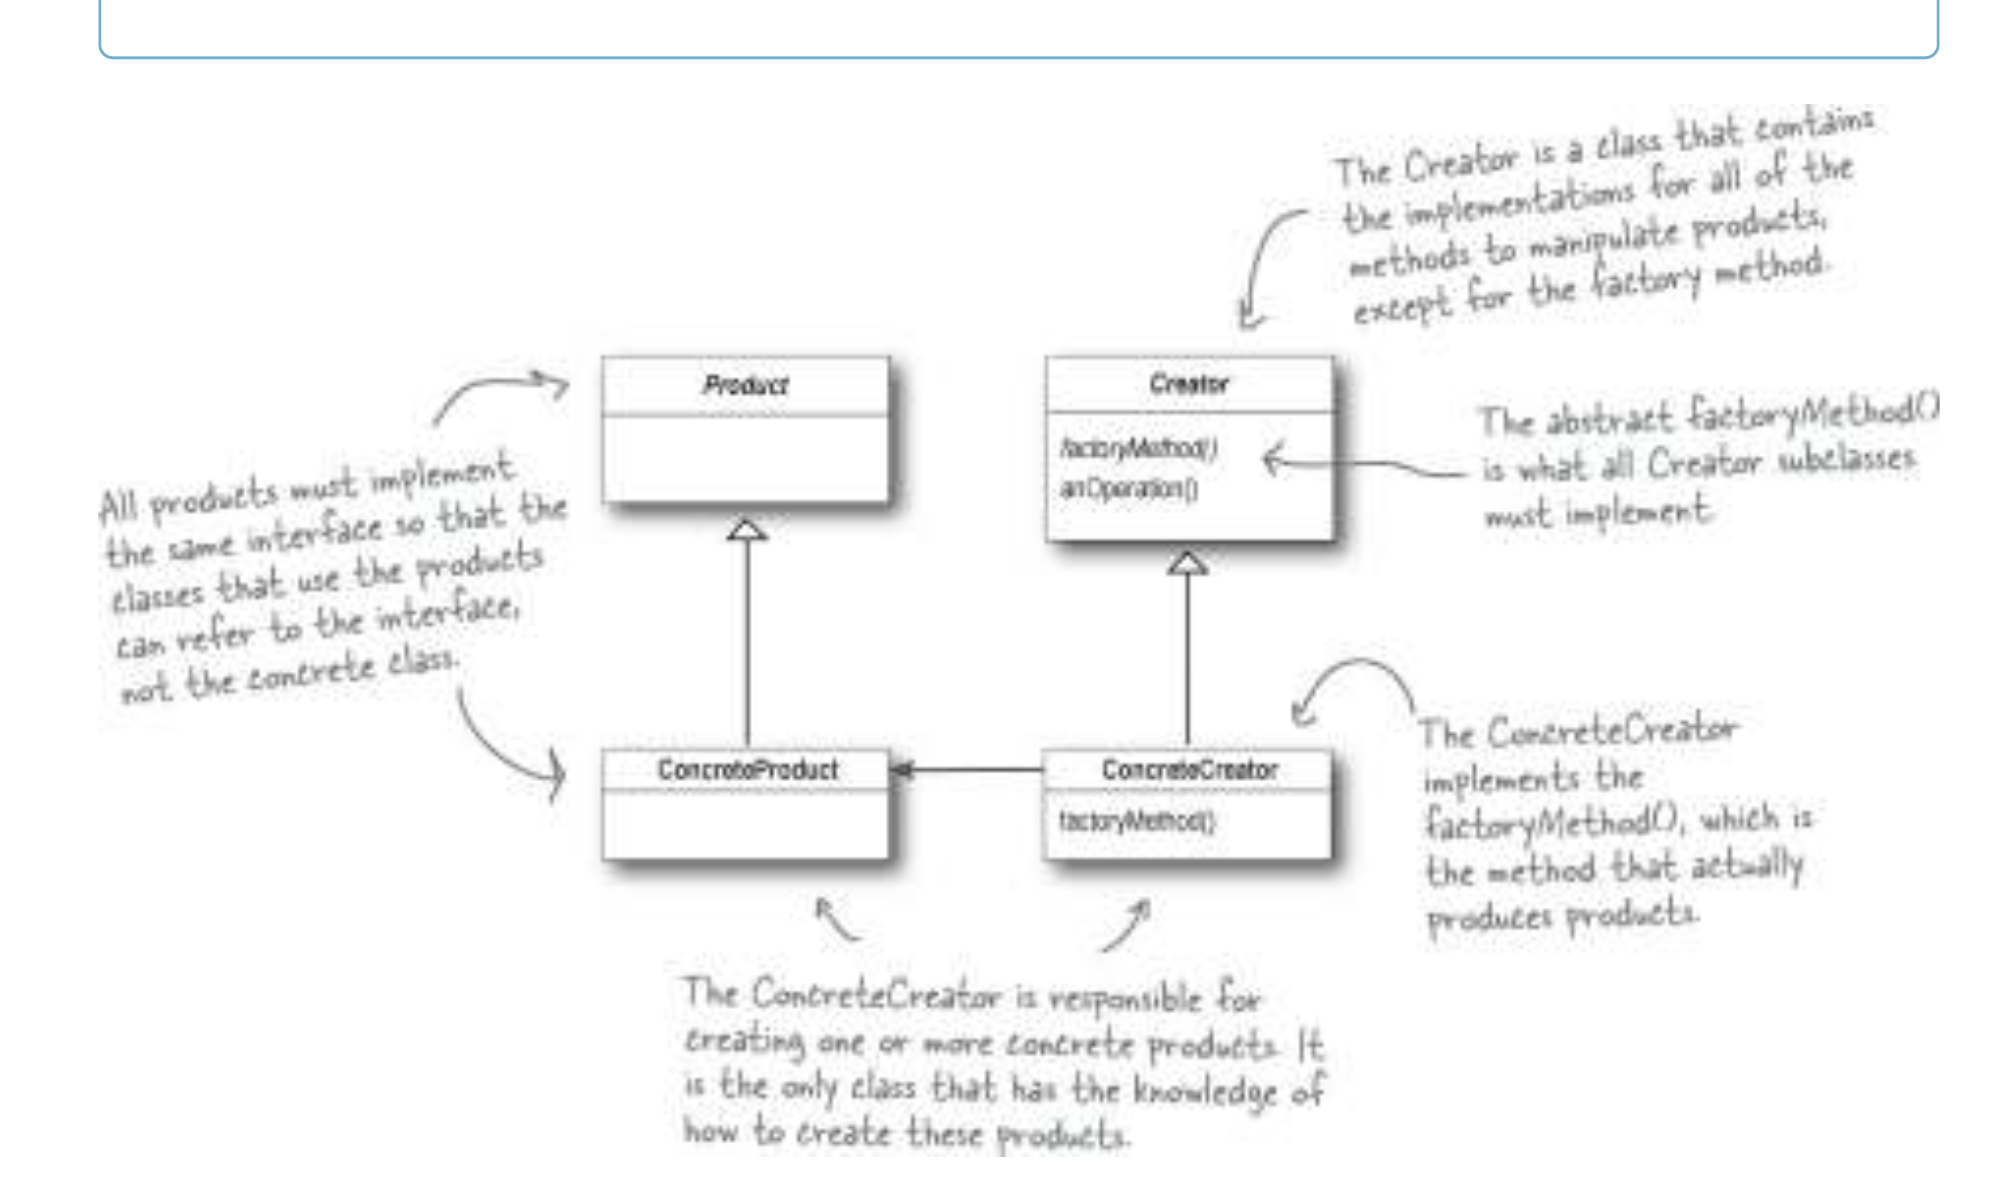 The Creator is a class that contains
the implementations for all of the
methods to manipulate products,
except for the factory method.
Product
Creator
factoryMethod()
anOperation()
The abstract factoryMethod()
is what all Creator subclasses
must implement
All products must implement
the same interface so that the
classes that use the products
can refer to the interface,
not the concrete class.
ConcreteProduct
ConcreteCreator
factoryMethod()
The ConcreteCreator
implements the
factoryMethod(), which is
the method that actually
produces products.
The ConcreteCreator is responsible for
creating one or more concrete products. It
is the only class that has the knowledge of
how to create these products.